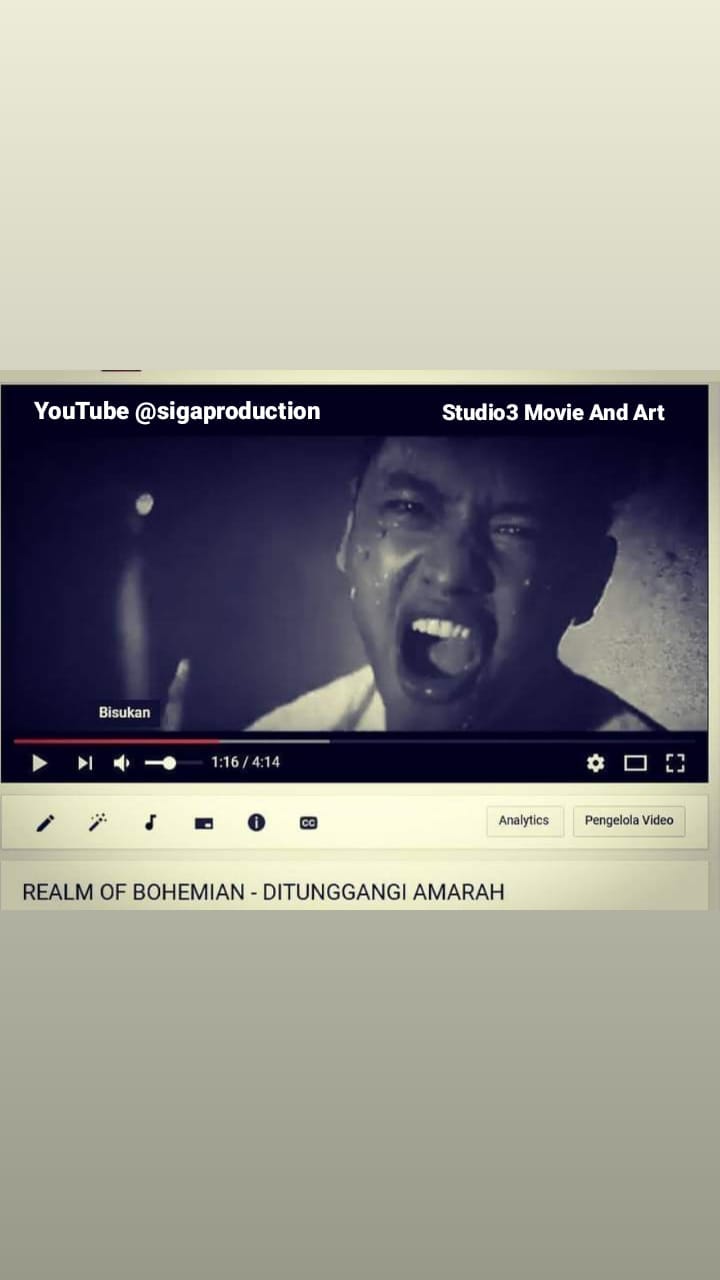 YouTube @sigaproduction
Studio3 Movie And Art
Bisukan
1:16 / 4:14
CC
Analytics
Pengelola Video
REALM OF BOHEMIAN - DITUNGGANGI AMARAH